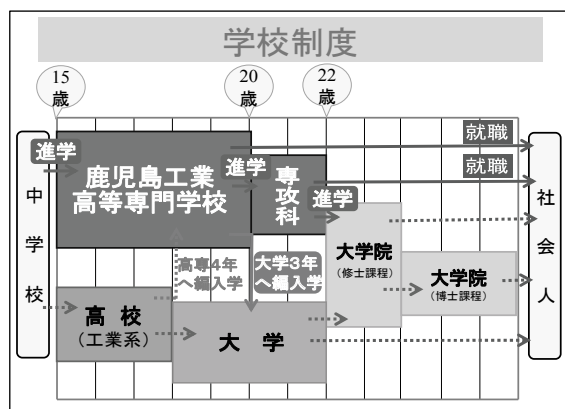 学校制度
15
歳
20
歳
22
歳
中学校
進学
鹿児島工業
高等専門学校
進学
専攻科
進学
就職
就職
社会人
高専4年
へ編入学
大学3年
へ編入学
大学院
(修士課程)
大学院
(博士課程)
高 校
(工業系)
大 学